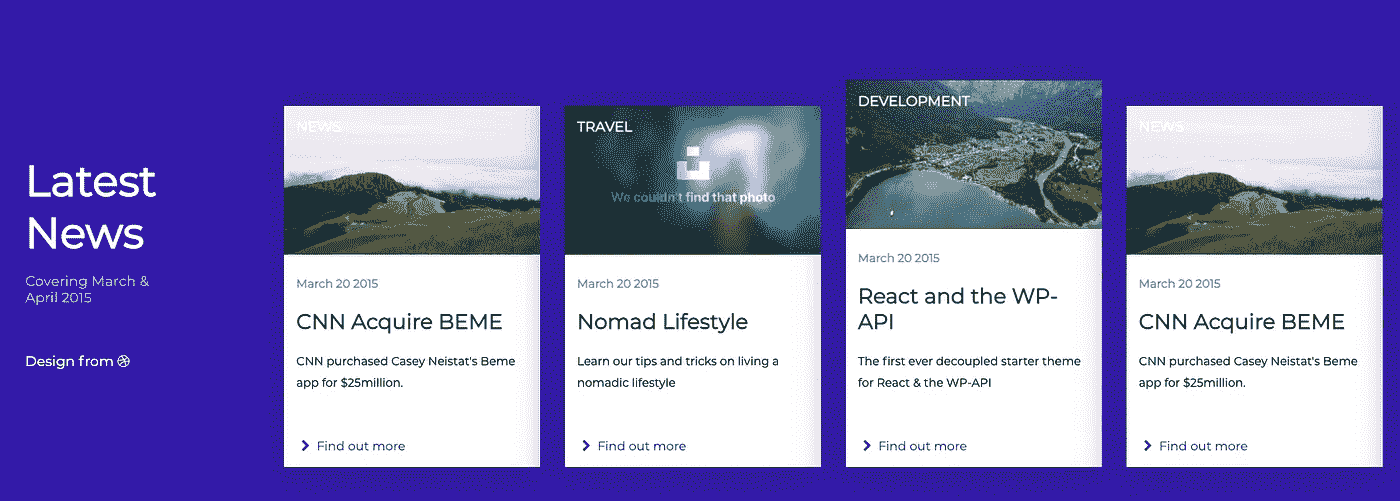 Latest
News
Covering March &
April 2015
Design from
NEWS
March 20 2015
CNN Acquire BEME
CNN purchased Casey Neistat's Beme
app for $25million.
Find out more
TRAVEL
We couldn't find that photo
March 20 2015
Nomad Lifestyle
Learn our tips and tricks on living a
nomadic lifestyle
Find out more
DEVELOPMENT
March 20 2015
React and the WP-
API
The first ever decoupled starter theme
for React & the WP-API
Find out more
NEWS
March 20 2015
CNN Acquire BEME
CNN purchased Casey Neistat's Beme
app for $25million.
Find out more